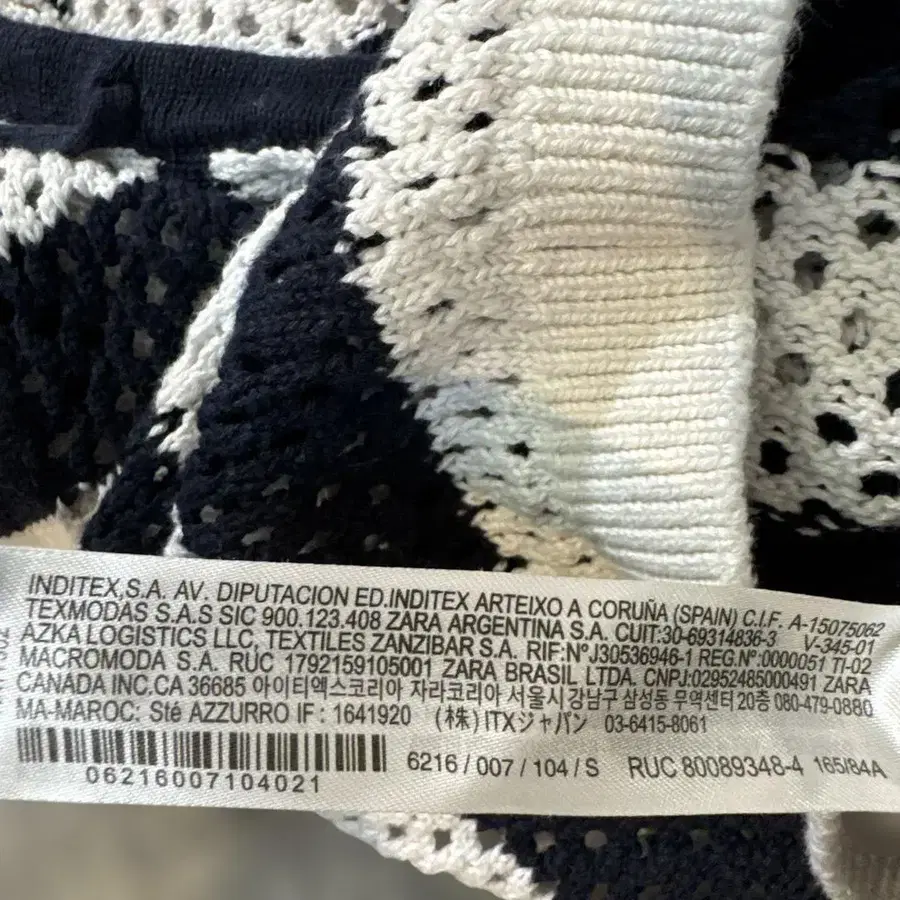 INDITEX,S.A. AV. DIPUTACION ED.INDITEX ARTEIXO A CORUÑA (SPAIN) C.I.F. A-15075062
TEXMODAS S.A.S SIC 900.123.408 ZARA ARGENTINA S.A. CUIT:30-69314836-3 V-345-01
AZKA LOGISTICS LLC, TEXTILES ZANZIBAR S.A. RIF:NºJ30536946-1 REG.Nº:0000051 TI-02
MACROMODA S.A. RUC 1792159105001 ZARA BRASIL LTDA. CNPJ:02952485000491 ZARA
CANADA INC.CA 36685 아이티엑스코리아 자라코리아 서울시 강남구 삼성동 무역센터 20층 080-479-0880
MA-MAROC: Sté AZZURRO IF : 1641920 (株) ITXジャパン 03-6415-8061
6216 / 007 / 104 / S RUC 80089348-4 165/84A
06216007104021